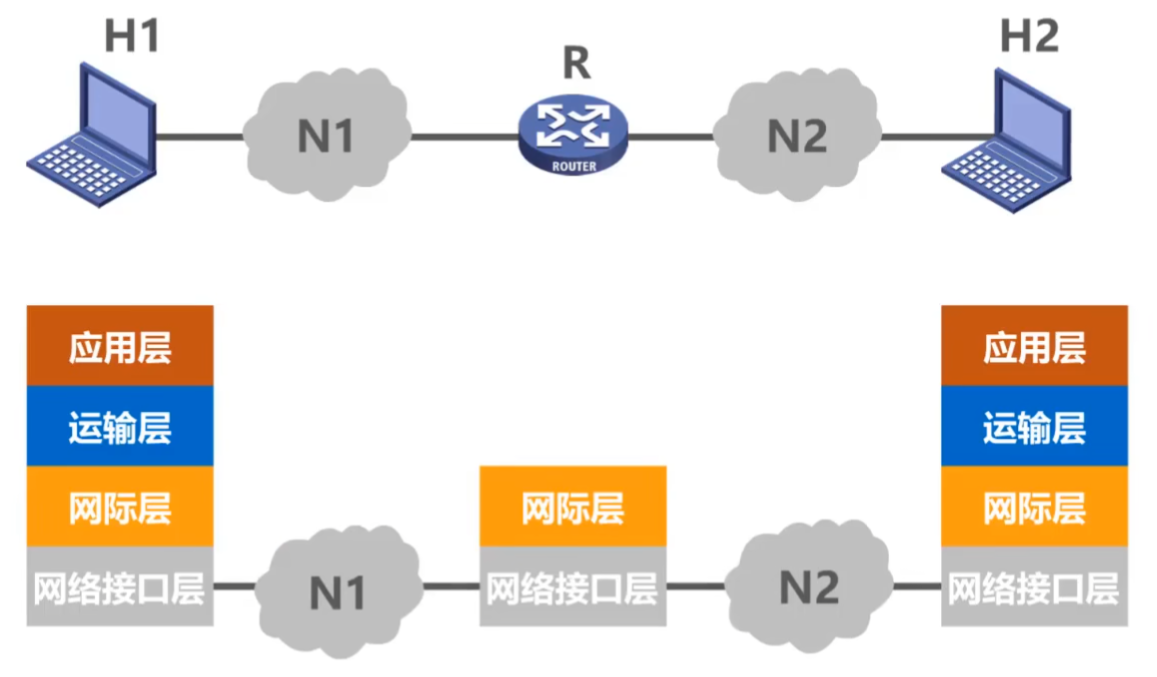 H1
R
H2
N1
ROUTER
N2
应用层
应用层
运输层
运输层
网际层
网际层
网际层
网络接口层
N1
网络接口层
N2
网络接口层